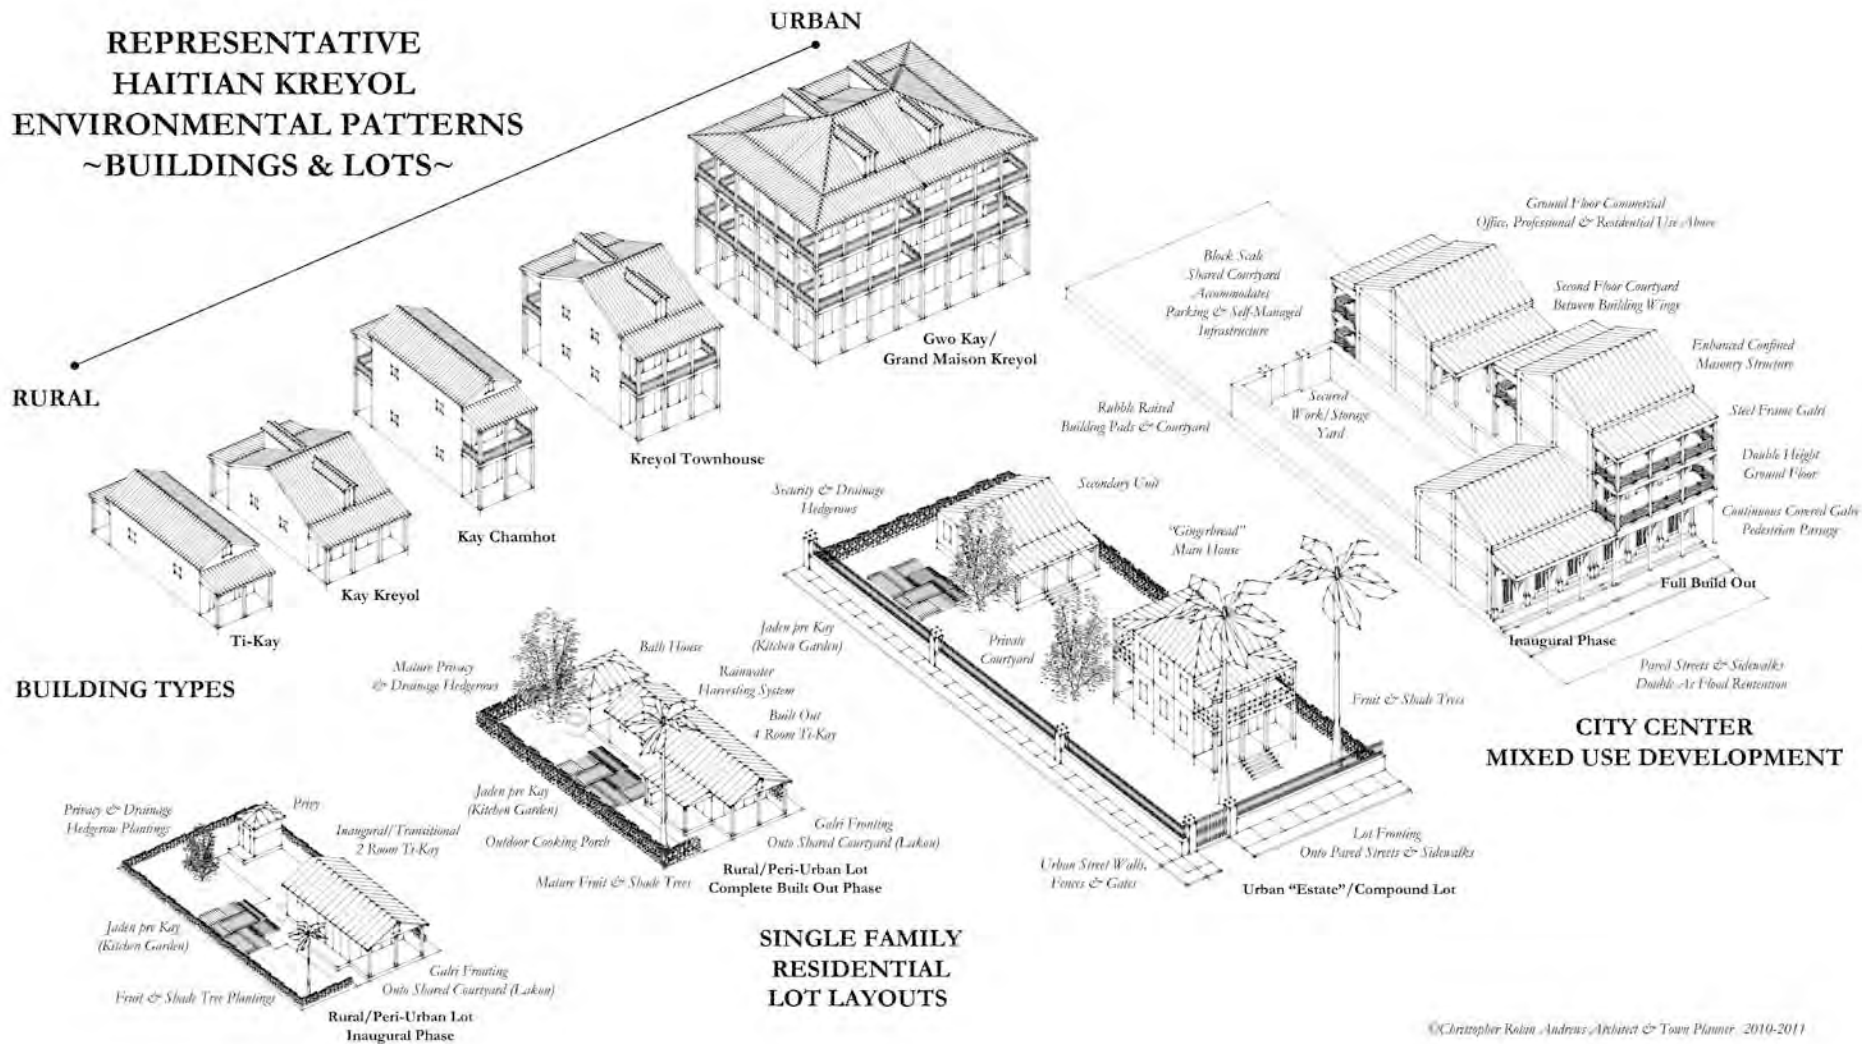 REPRESENTATIVE
HAITIAN KREYOL
ENVIRONMENTAL PATTERNS
~BUILDINGS & LOTS~
URBAN
RURAL
Gwo Kay/
Grand Maison Kreyol
Kreyol Townhouse
Kay Chamhot
Kay Kreyol
Ti-Kay
BUILDING TYPES
Ground Floor Commercial
Office, Professional & Residential Use Above
Block Scale
Shared Courtyard
Accommodates
Parking & Self-Managed
Infrastructure
Second Floor Courtyard
Between Building Wings
Enhanced Confined
Masonry Structure
Secured
Work/Storage
Yard
Rubble Raised
Building Pads & Courtyard
Steel Frame Galri
Double Height
Ground Floor
Continuous Covered Galry
Pedestrian Passage
Full Build Out
Inaugural Phase
Paved Streets & Sidewalks
Double As Flood Rentention
CITY CENTER
MIXED USE DEVELOPMENT
Security & Drainage
Hedgerows
Secondary Unit
"Gingerbread"
Main House
Jaden pre Kay
(Kitchen Garden)
Private
Courtyard
Fruit & Shade Trees
Urban Street Walls,
Fences & Gates
Lot Fronting
Onto Paved Streets & Sidewalks
Urban "Estate"/Compound Lot
Mature Privacy
& Drainage Hedgerows
Bath House
Rainwater
Harvesting System
Built Out
4 Room Ti-Kay
Jaden pre Kay
(Kitchen Garden)
Outdoor Cooking Porch
Galri Fronting
Onto Shared Courtyard (Lakou)
Mature Fruit & Shade Trees
Rural/Peri-Urban Lot
Complete Built Out Phase
Privacy & Drainage
Hedgerow Plantings
Privy
Inaugural/Transitional
2 Room Ti-Kay
Jaden pre Kay
(Kitchen Garden)
Galri Fronting
Onto Shared Courtyard (Lakou)
Fruit & Shade Tree Plantings
Rural/Peri-Urban Lot
Inaugural Phase
SINGLE FAMILY
RESIDENTIAL
LOT LAYOUTS
©Christopher Robin Andrews Architect & Town Planner 2010-2011